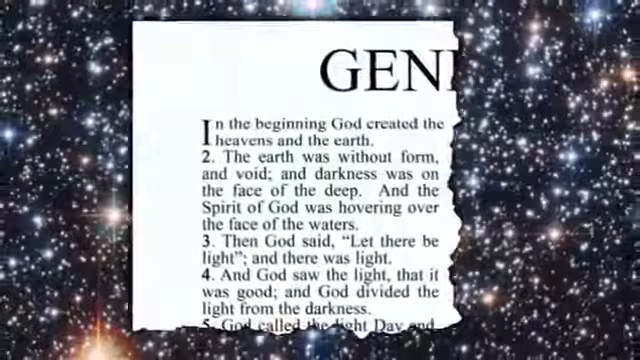 GEN
In the beginning God created the
heavens and the earth.
2. The earth was without form,
and void; and darkness was on
the face of the deep. And the
Spirit of God was hovering over
the face of the waters.
3. Then God said, “Let there be
light”; and there was light.
4. And God saw the light, that it
was good; and God divided the
light from the darkness.
5. God called the light Day and